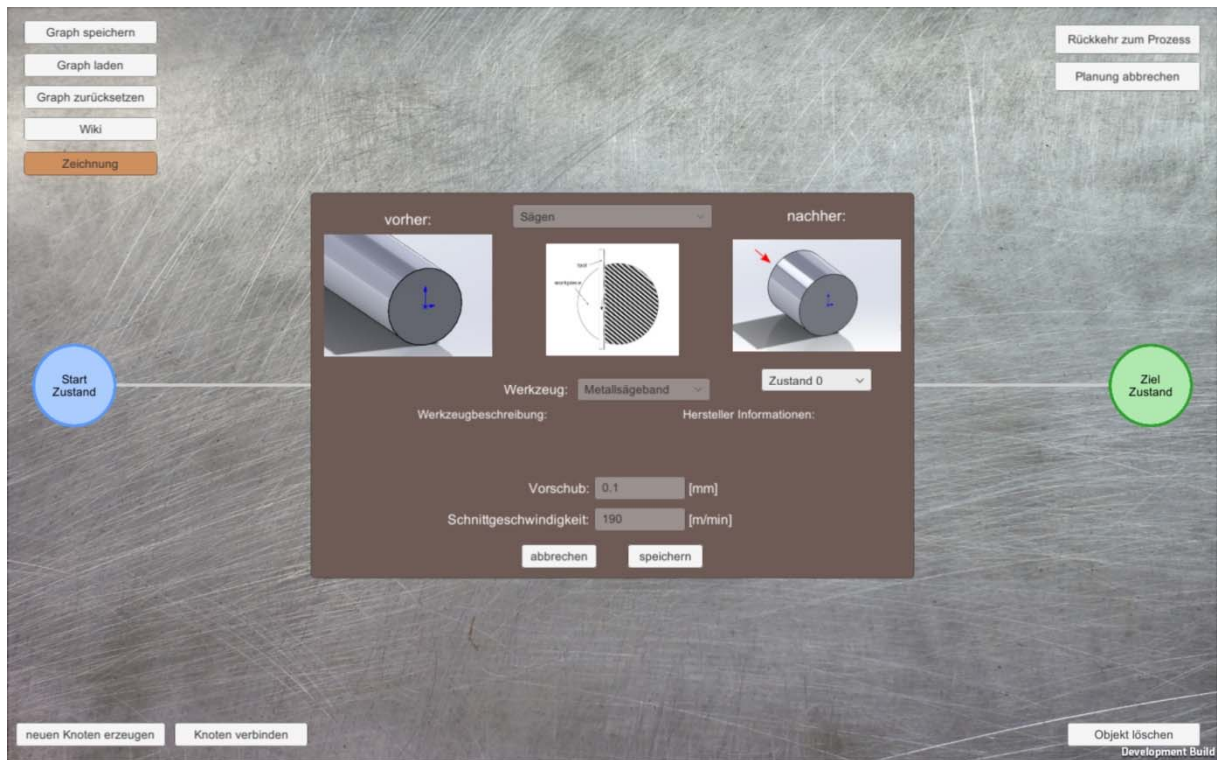 Graph speichern
Graph laden
Graph zurücksetzen
Wiki
Zeichnung
Rückkehr zum Prozess
Planung abbrechen
vorher:
Sägen
nachher:
tool
workpiece
Start
Zustand
Ziel
Zustand
Werkzeug: Metallsägeband
Zustand 0
Werkzeugbeschreibung:
Hersteller Informationen:
Vorschub: 0.1 [mm]
Schnittgeschwindigkeit: 190 [m/min]
abbrechen
speichern
neuen Knoten erzeugen
Knoten verbinden
Objekt löschen
Development Build